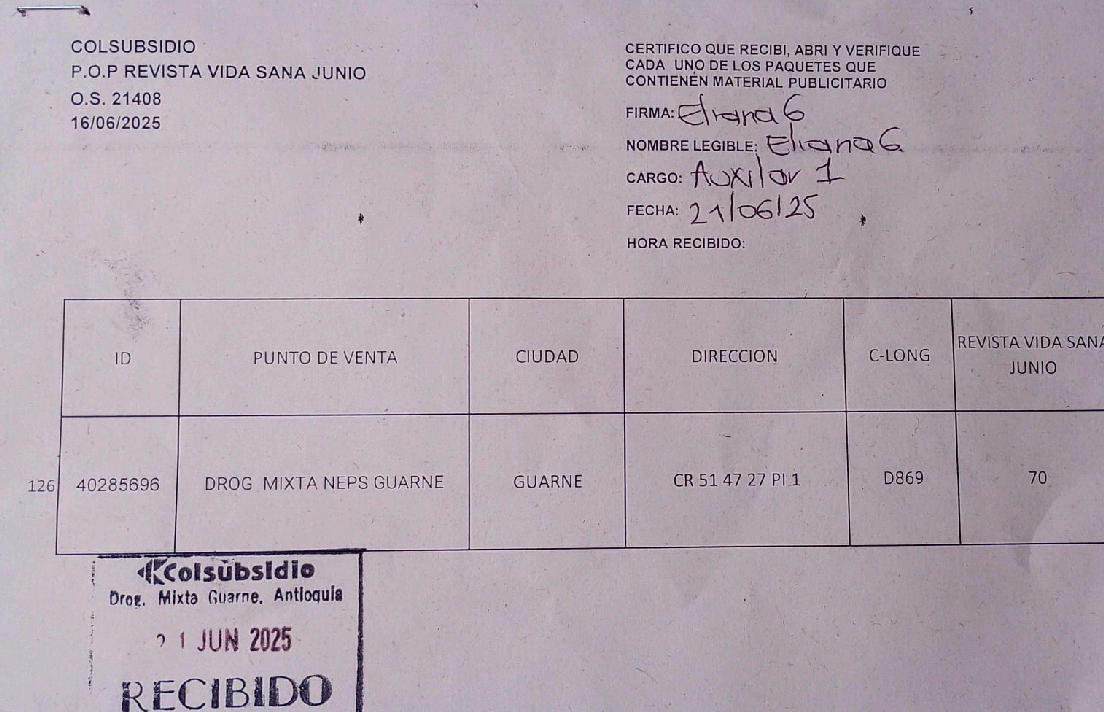 COLSUBSIDIO
P.O.P REVISTA VIDA SANA JUNIO
O.S. 21408
16/06/2025
CERTIFICO QUE RECIBI, ABRI Y VERIFIQUE
CADA UNO DE LOS PAQUETES QUE
CONTIENEN MATERIAL PUBLICITARIO
FIRMA: Eliana G
NOMBRE LEGIBLE: Eliana G
CARGO: Auxiliar 1
FECHA: 21/06/25
HORA RECIBIDO:
ID PUNTO DE VENTA CIUDAD DIRECCION C-LONG REVISTA VIDA SANA
JUNIO
126 40285696 DROG MIXTA NEPS GUARNE GUARNE CR 51 47 27 PI 1 D869 70
Colsubsidio
Drog. Mixta Guarne, Antioquia
21 JUN 2025
RECIBIDO